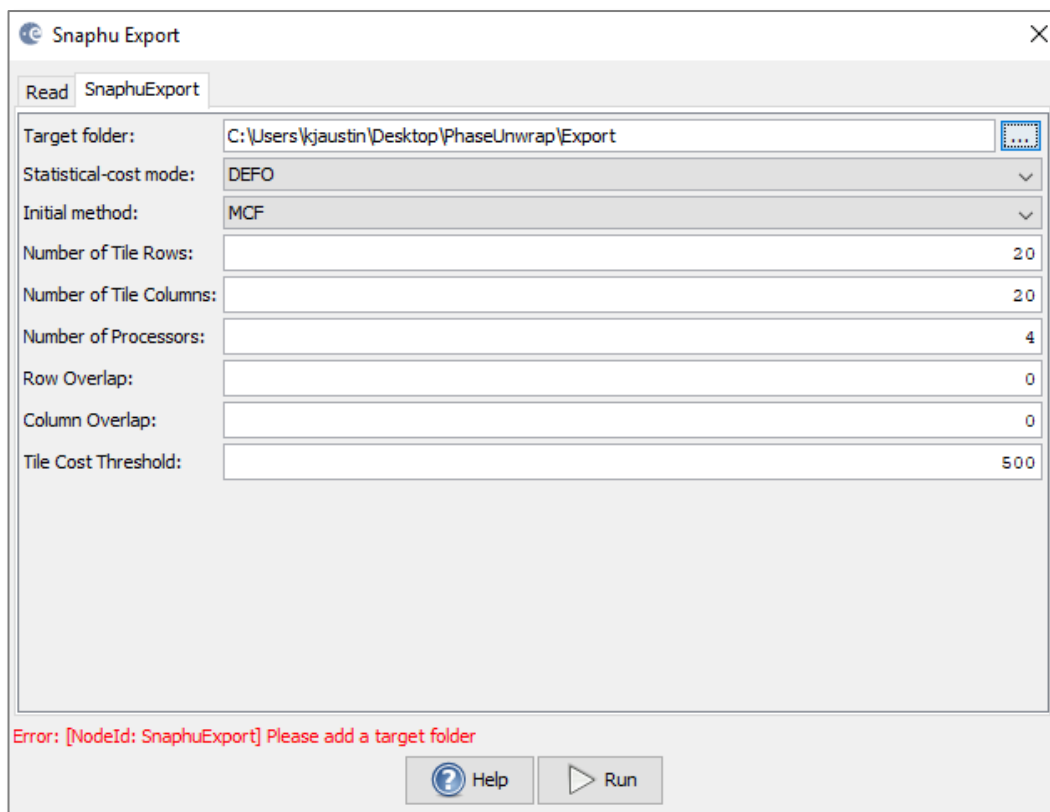 Snaphu Export
Read SnaphuExport
Target folder: C:\Users\kjaustin\Desktop\PhaseUnwrap\Export ...
Statistical-cost mode: DEFO
Initial method: MCF
Number of Tile Rows: 20
Number of Tile Columns: 20
Number of Processors: 4
Row Overlap: 0
Column Overlap: 0
Tile Cost Threshold: 500
Error: [NodeId: SnaphuExport] Please add a target folder
Help Run